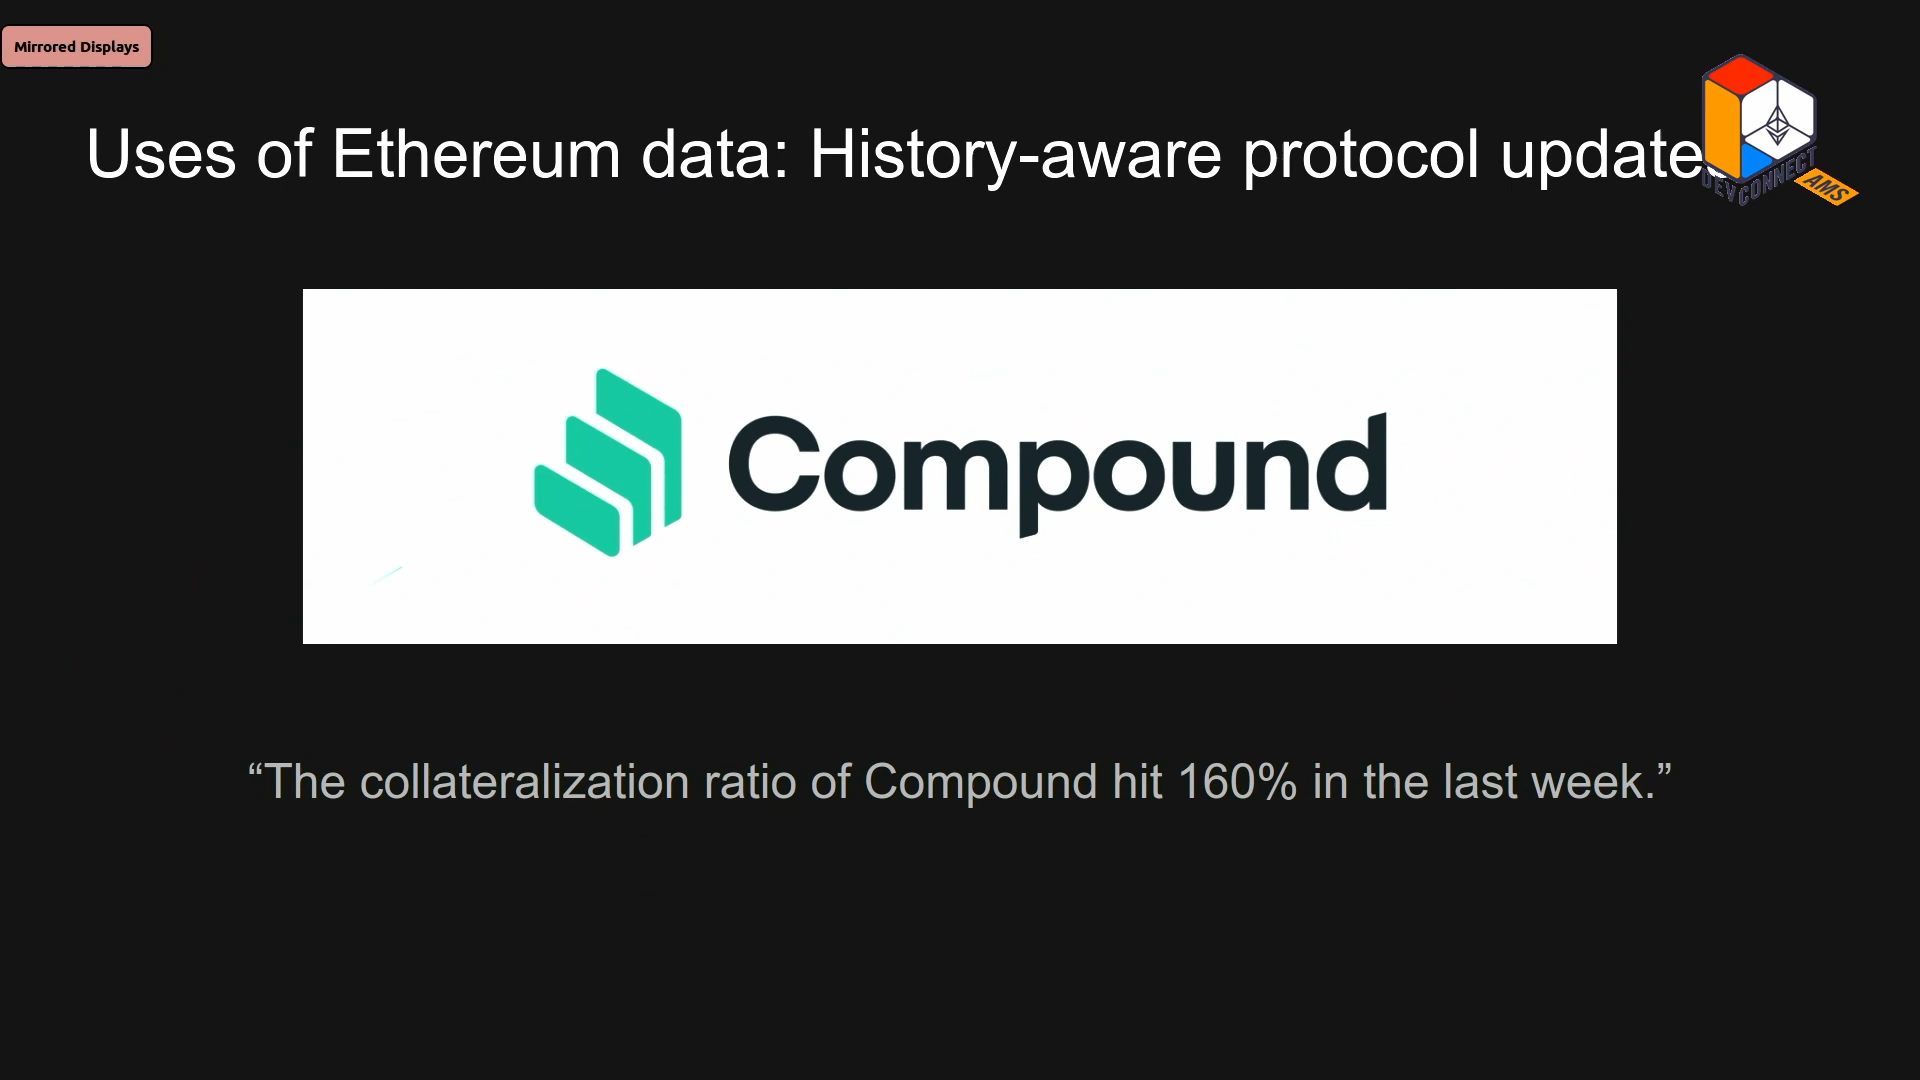 Mirrored Displays
Uses of Ethereum data: History-aware protocol update
DEVCONNECT
AMS
Compound
“The collateralization ratio of Compound hit 160% in the last week.”